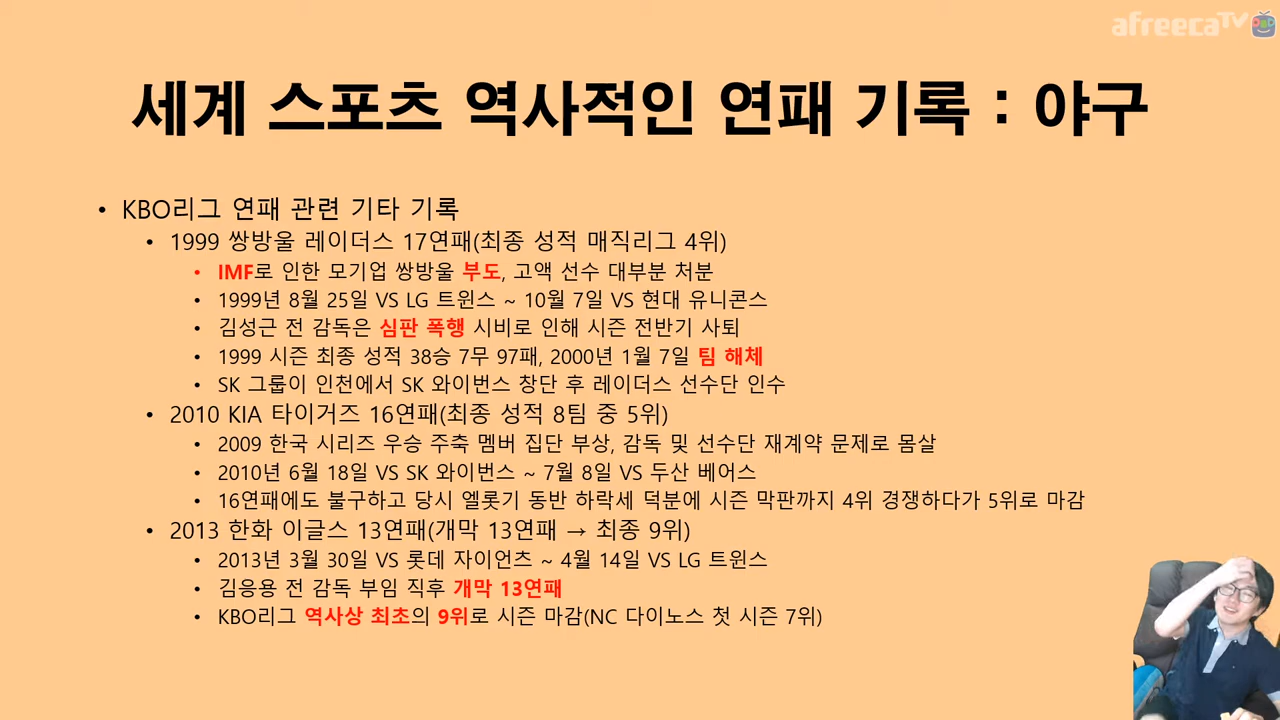 afreecaTV
세계 스포츠 역사적인 연패 기록 : 야구
• KBO리그 연패 관련 기타 기록
• 1999 쌍방울 레이더스 17연패(최종 성적 매직리그 4위)
• IMF로 인한 모기업 쌍방울 부도, 고액 선수 대부분 처분
• 1999년 8월 25일 VS LG 트윈스 ~ 10월 7일 VS 현대 유니콘스
• 김성근 전 감독은 심판 폭행 시비로 인해 시즌 전반기 사퇴
• 1999 시즌 최종 성적 38승 7무 97패, 2000년 1월 7일 팀 해체
• SK 그룹이 인천에서 SK 와이번스 창단 후 레이더스 선수단 인수
• 2010 KIA 타이거즈 16연패(최종 성적 8팀 중 5위)
• 2009 한국 시리즈 우승 주축 멤버 집단 부상, 감독 및 선수단 재계약 문제로 몸살
• 2010년 6월 18일 VS SK 와이번스 ~ 7월 8일 VS 두산 베어스
• 16연패에도 불구하고 당시 엘롯기 동반 하락세 덕분에 시즌 막판까지 4위 경쟁하다가 5위로 마감
• 2013 한화 이글스 13연패(개막 13연패 → 최종 9위)
• 2013년 3월 30일 VS 롯데 자이언츠 ~ 4월 14일 VS LG 트윈스
• 김응용 전 감독 부임 직후 개막 13연패
• KBO리그 역사상 최초의 9위로 시즌 마감(NC 다이노스 첫 시즌 7위)